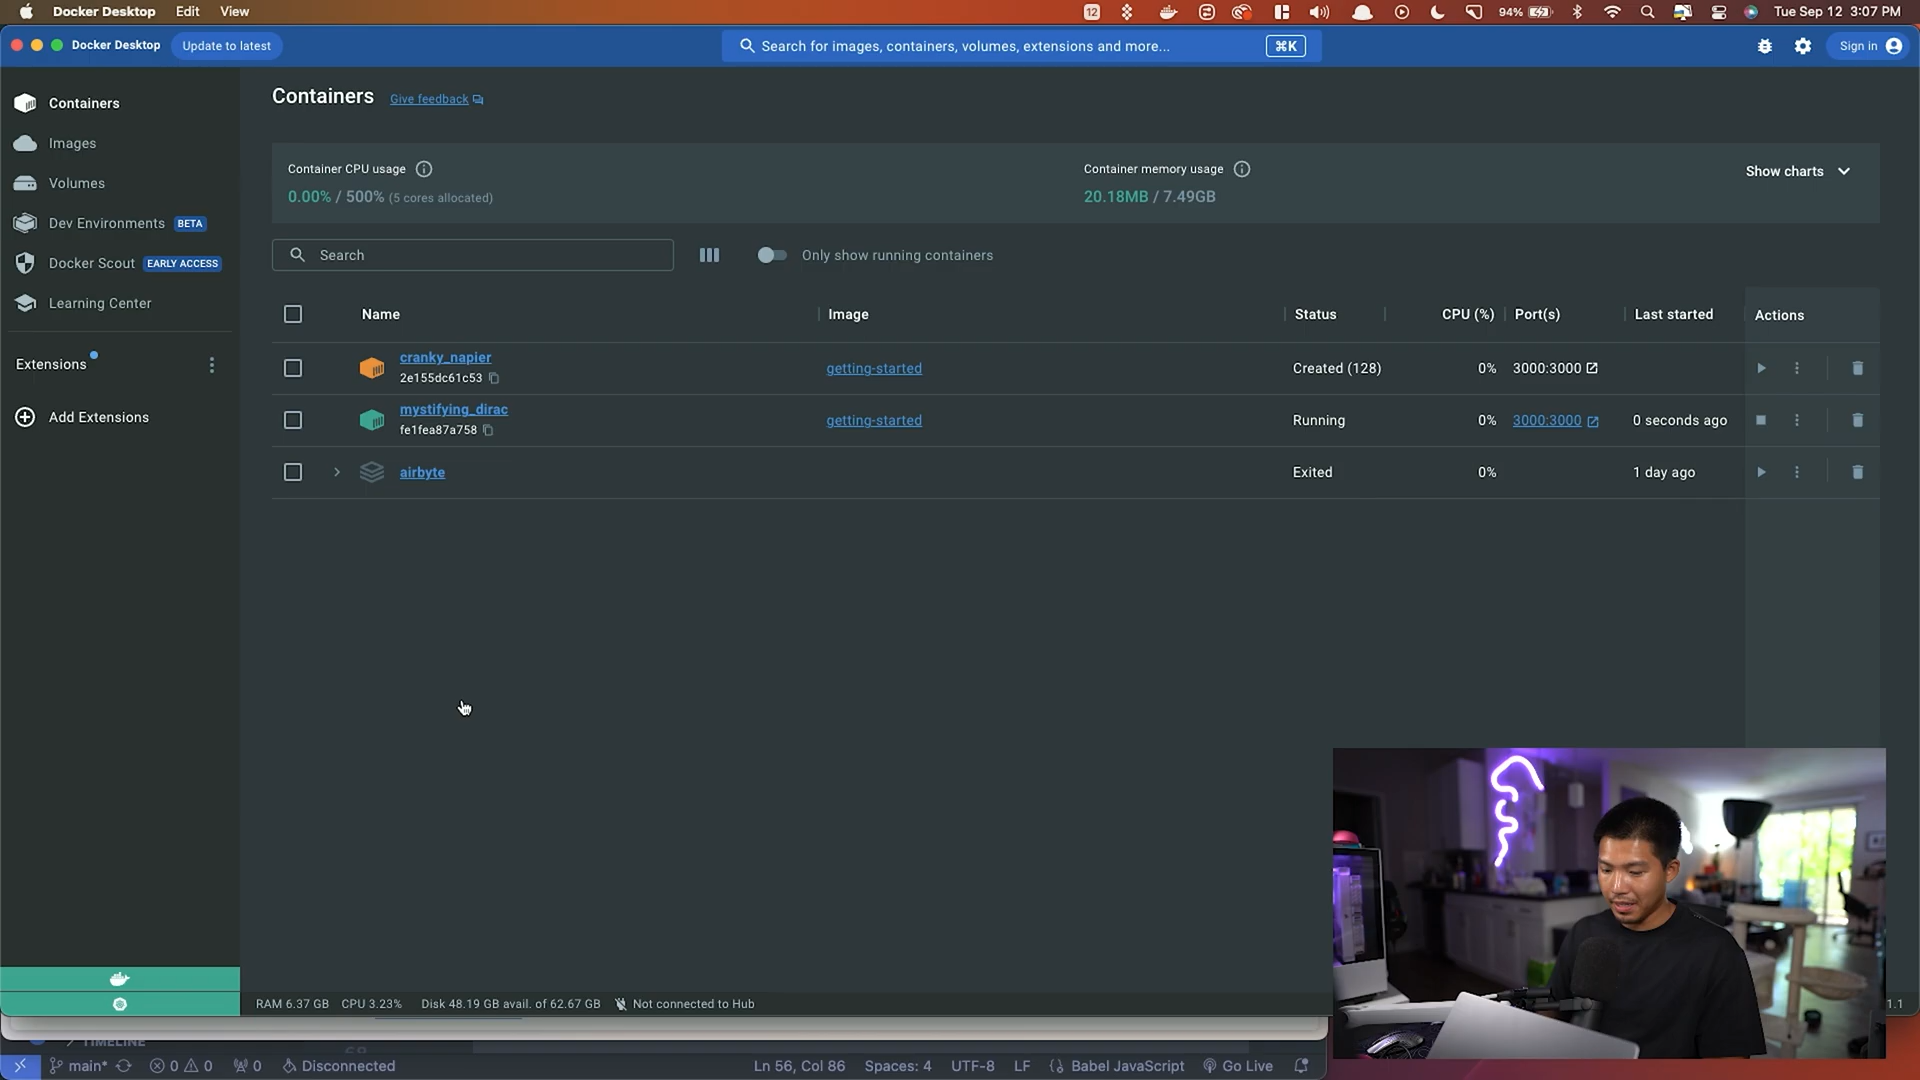 Docker Desktop Edit View 12 94% Tue Sep 12 3:07 PM
Docker Desktop Update to latest Search for images, containers, volumes, extensions and more... ⌘K Sign in
Containers
Images
Volumes
Dev Environments BETA
Docker Scout EARLY ACCESS
Learning Center
Extensions
Add Extensions
Containers Give feedback
Container CPU usage
0.00% / 500% (5 cores allocated)
Container memory usage
20.18MB / 7.49GB
Show charts
Search Only show running containers
Name Image Status CPU (%) Port(s) Last started Actions
cranky_napier
2e155dc61c53
getting-started Created (128) 0% 3000:3000
mystifying_dirac
fe1fea87a758
getting-started Running 0% 3000:3000 0 seconds ago
airbyte Exited 0% 1 day ago
RAM 6.37 GB CPU 3.23% Disk 48.19 GB avail. of 62.67 GB Not connected to Hub
TIMELINE
main* 0 0 0 Disconnected Ln 56, Col 86 Spaces: 4 UTF-8 LF Babel JavaScript Go Live